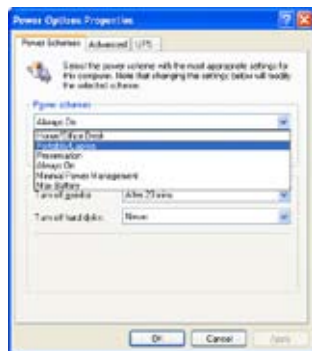 Power Options Properties
Power Schemes Advanced UPS
Select the power scheme with the most appropriate settings for
this computer. Note that changing the settings below will modify
the selected scheme.
Power schemes
Always On
Home/Office Desk
Portable/Laptop
Presentation
Always On
Minimal Power Management
Max Battery
Turn off monitor: After 20 mins
Turn off hard disks: Never
OK Cancel Apply